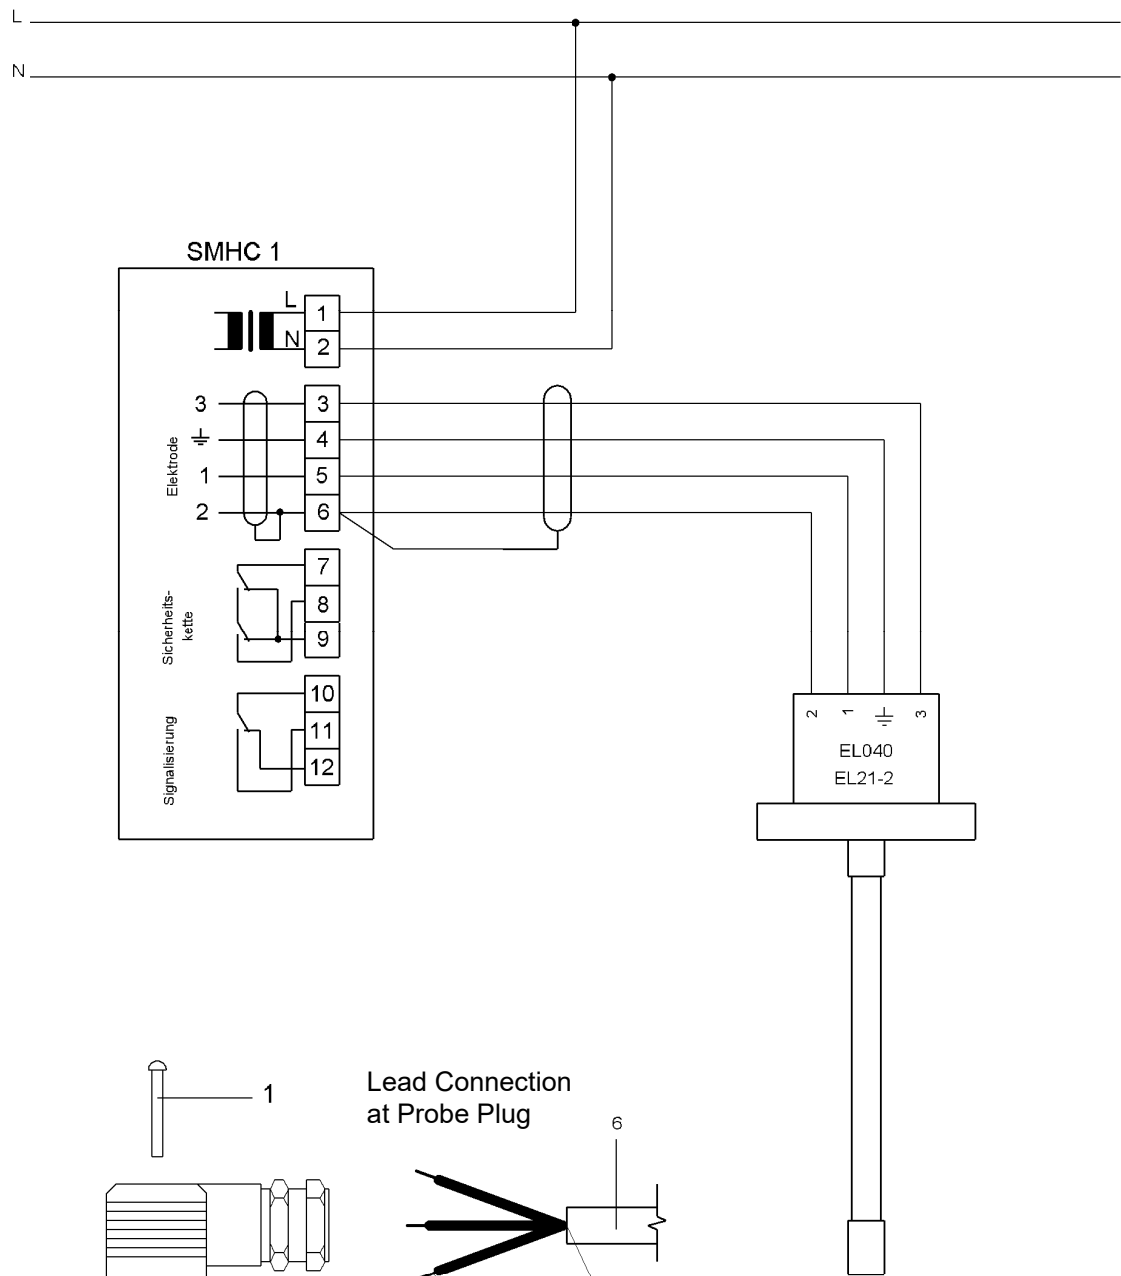 L
N
SMHC 1
L
1
N
2
3
3
4
Elektrode
1
5
2
6
7
Sicherheits-
kette
8
9
10
Signalisierung
11
12
2 1 3
EL040
EL21-2
1
Lead Connection
at Probe Plug
6